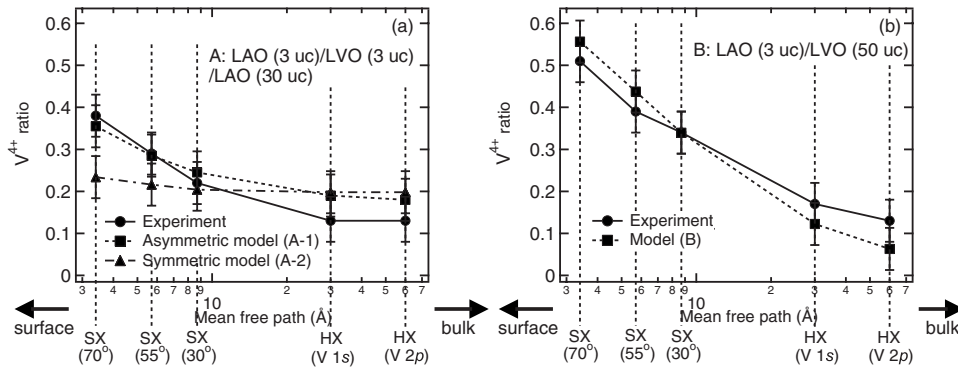 (a)
A: LAO (3 uc)/LVO (3 uc)
/LAO (30 uc)
V4+ ratio
0.6
0.5
0.4
0.3
0.2
0.1
0
Experiment
Asymmetric model (A-1)
Symmetric model (A-2)
3 4 5 6 7 8 9 10 2 3 4 5 6 7
Mean free path (Å)
surface
bulk
SX
(70°)
SX
(55°)
SX
(30°)
HX
(V 1s)
HX
(V 2p)
(b)
B: LAO (3 uc)/LVO (50 uc)
V4+ ratio
0.6
0.5
0.4
0.3
0.2
0.1
0
Experiment
Model (B)
3 4 5 6 7 8 9 10 2 3 4 5 6 7
Mean free path (Å)
surface
bulk
SX
(70°)
SX
(55°)
SX
(30°)
HX
(V 1s)
HX
(V 2p)